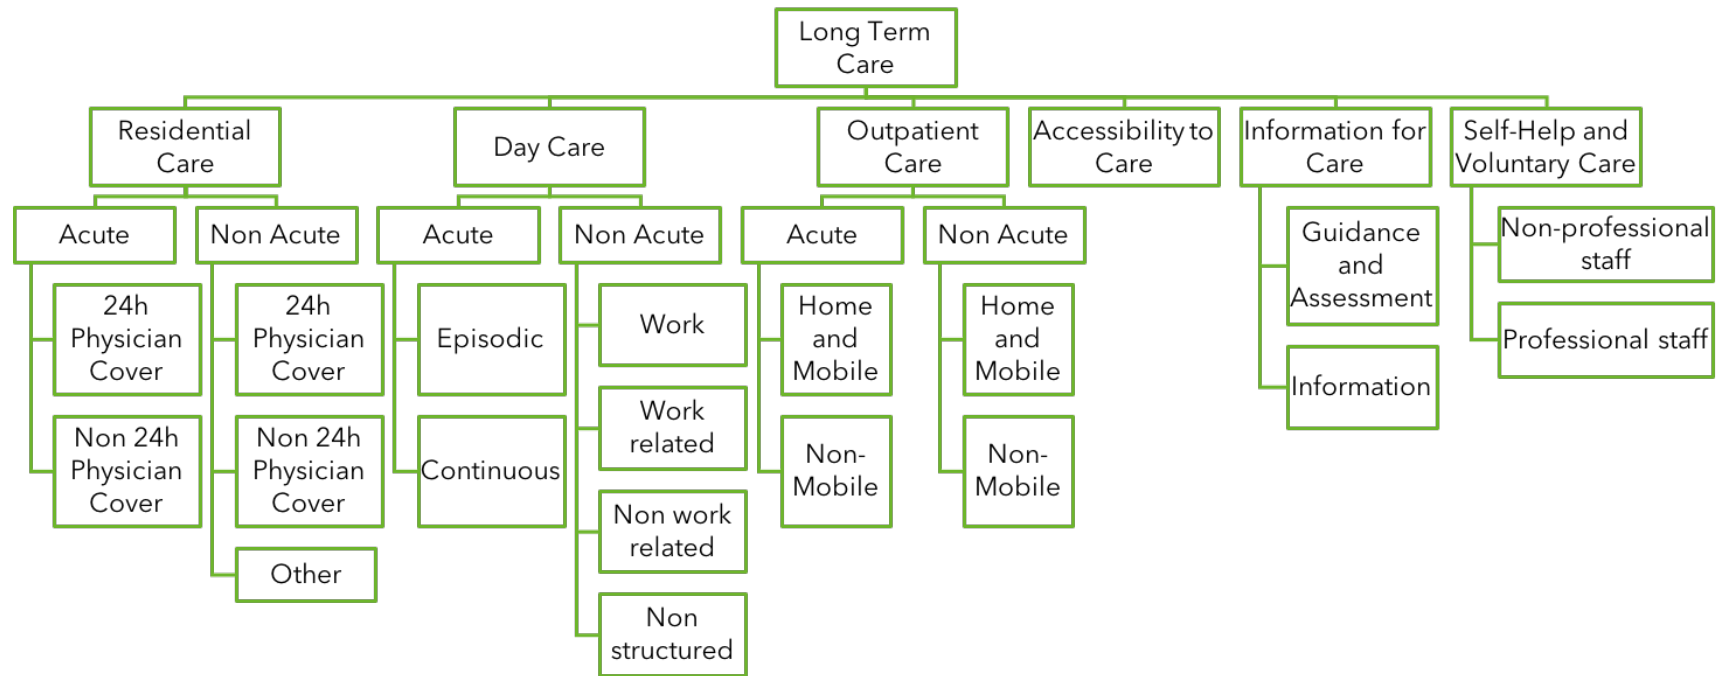 Long Term
Care
Residential
Care
Day Care
Outpatient
Care
Accessibility to
Care
Information for
Care
Self-Help and
Voluntary Care
Acute
Non Acute
Acute
Non Acute
Acute
Non Acute
24h
Physician
Cover
Non 24h
Physician
Cover
24h
Physician
Cover
Non 24h
Physician
Cover
Other
Episodic
Continuous
Work
Work
related
Non work
related
Non
structured
Home
and
Mobile
Non-
Mobile
Home
and
Mobile
Non-
Mobile
Guidance
and
Assessment
Information
Non-professional
staff
Professional staff